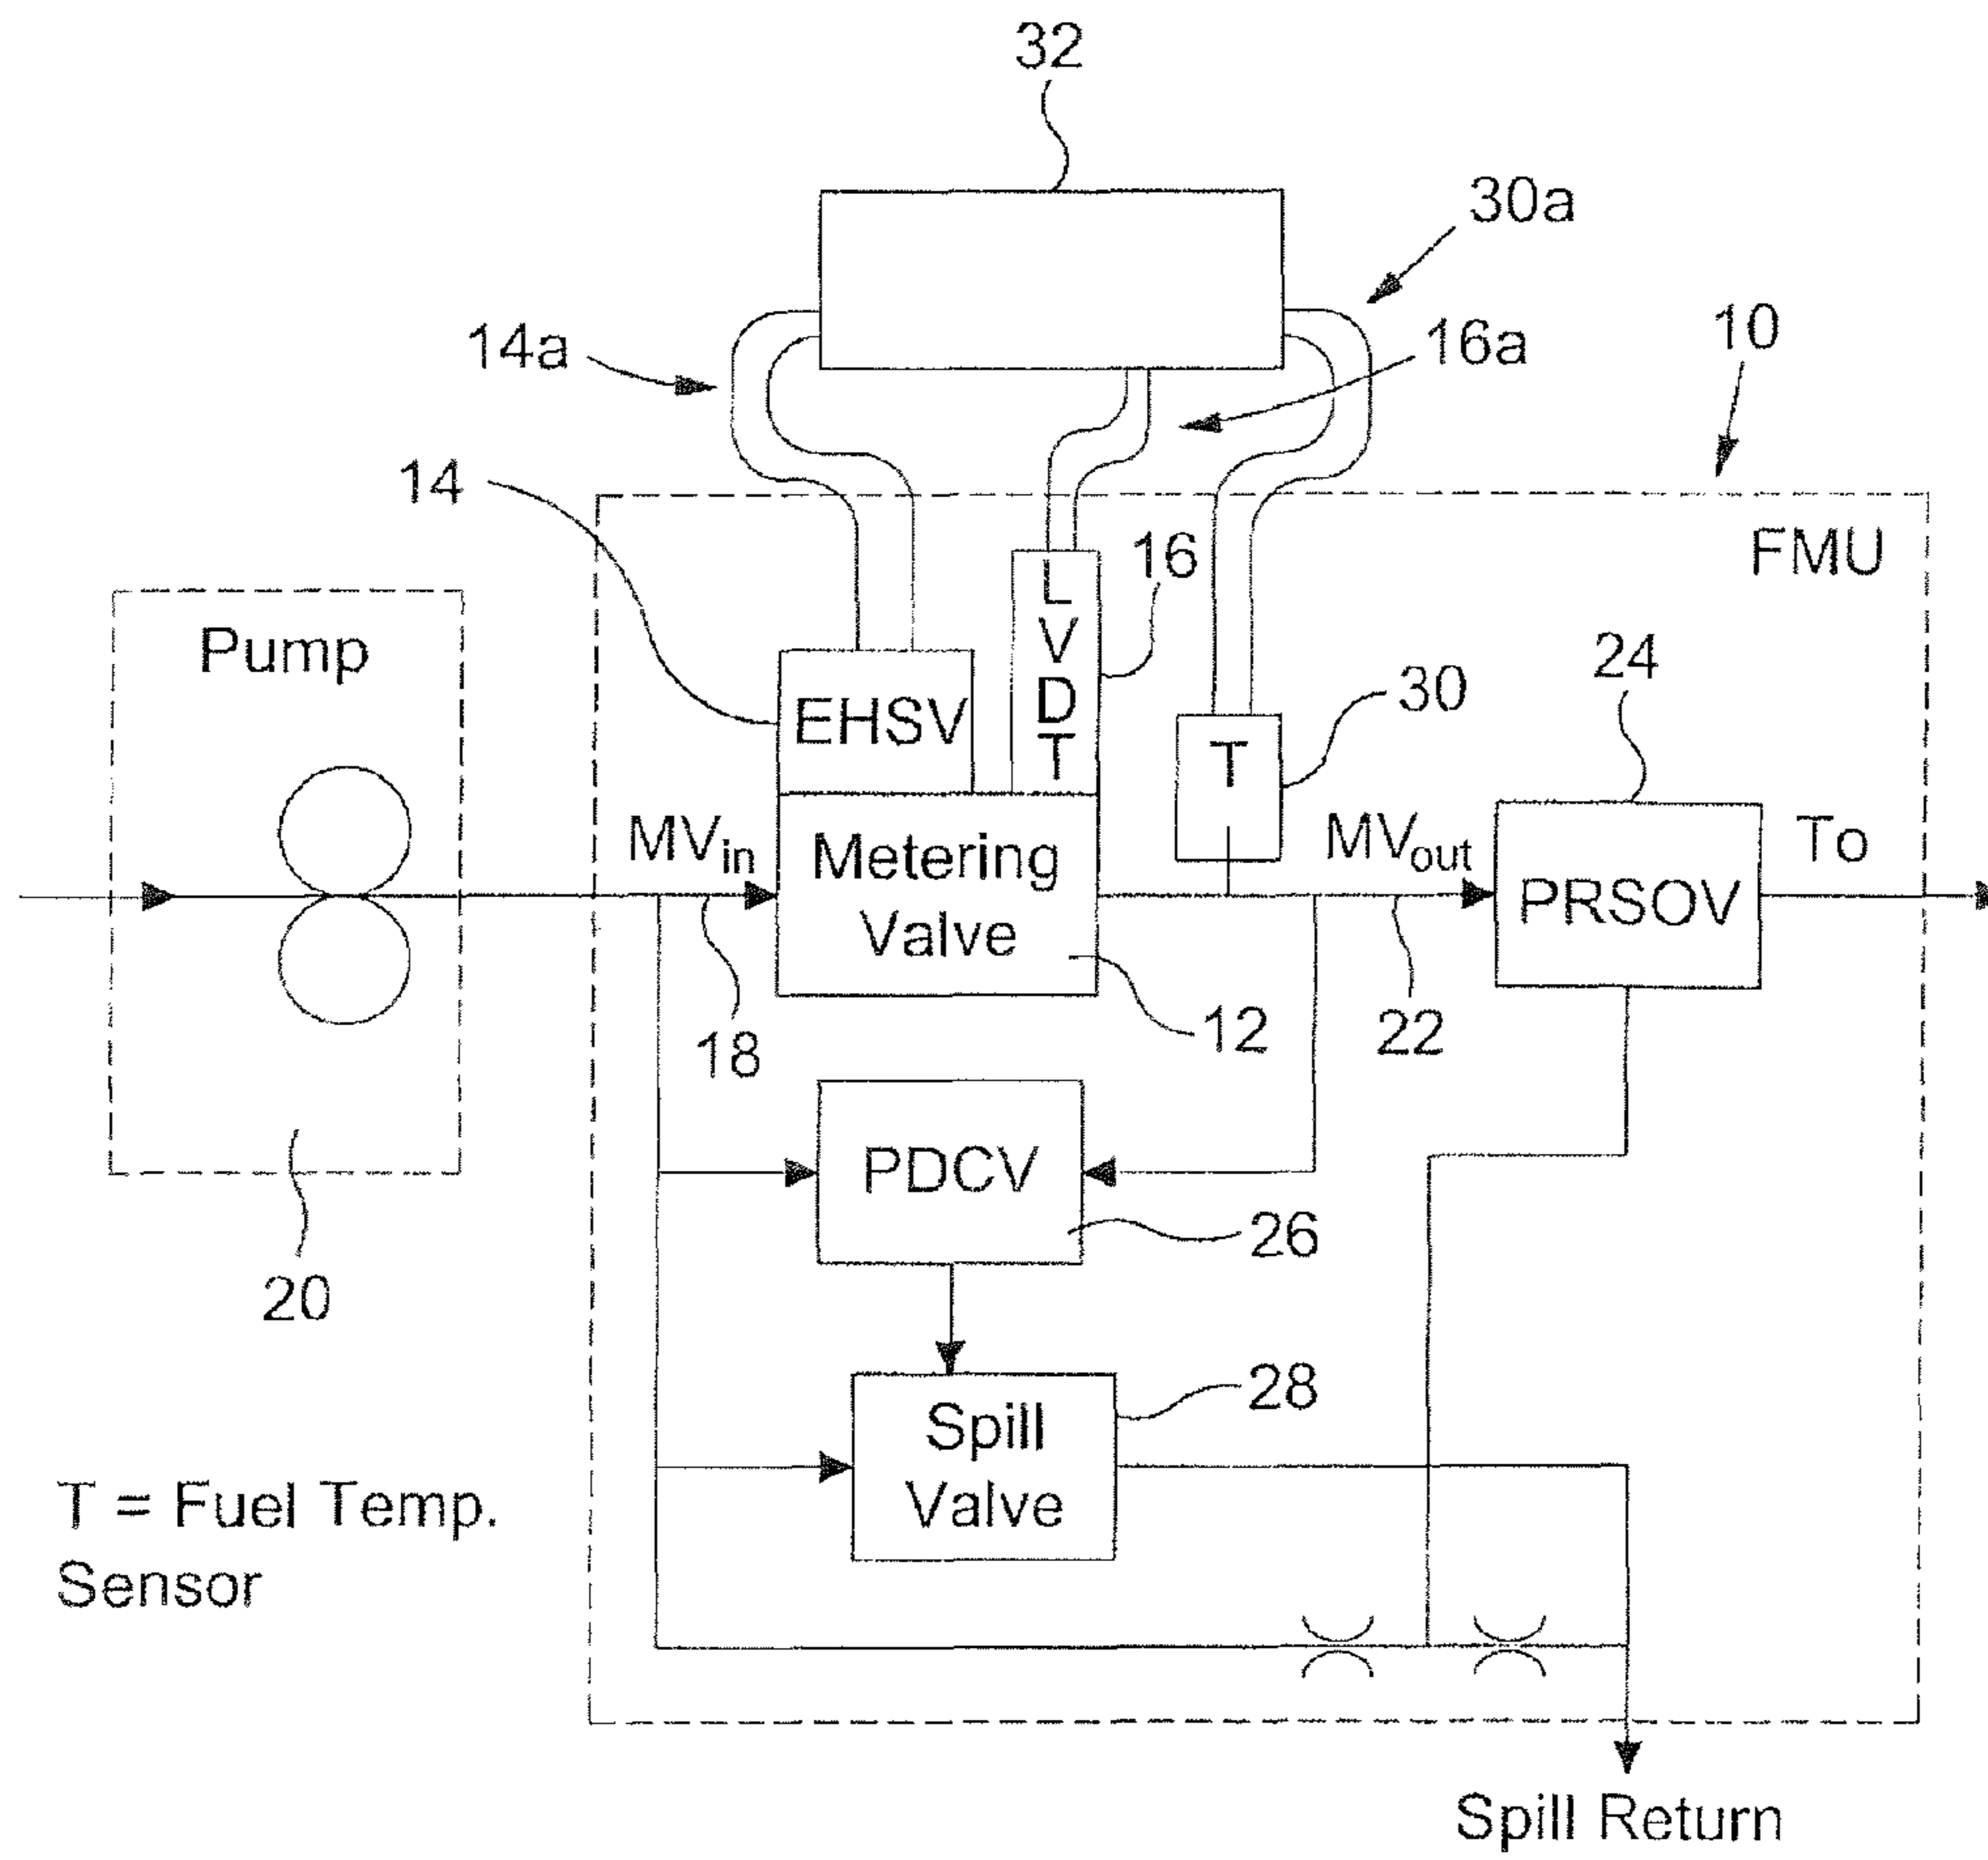 32
30a
10
14a
16a
14
FMU
16
Pump
L
V
D
T
24
EHSV
T
30
MVin
Metering
Valve
MVout
PRSOV
To
18
12
22
PDCV
26
20
28
Spill
Valve
T = Fuel Temp.
Sensor
Spill Return